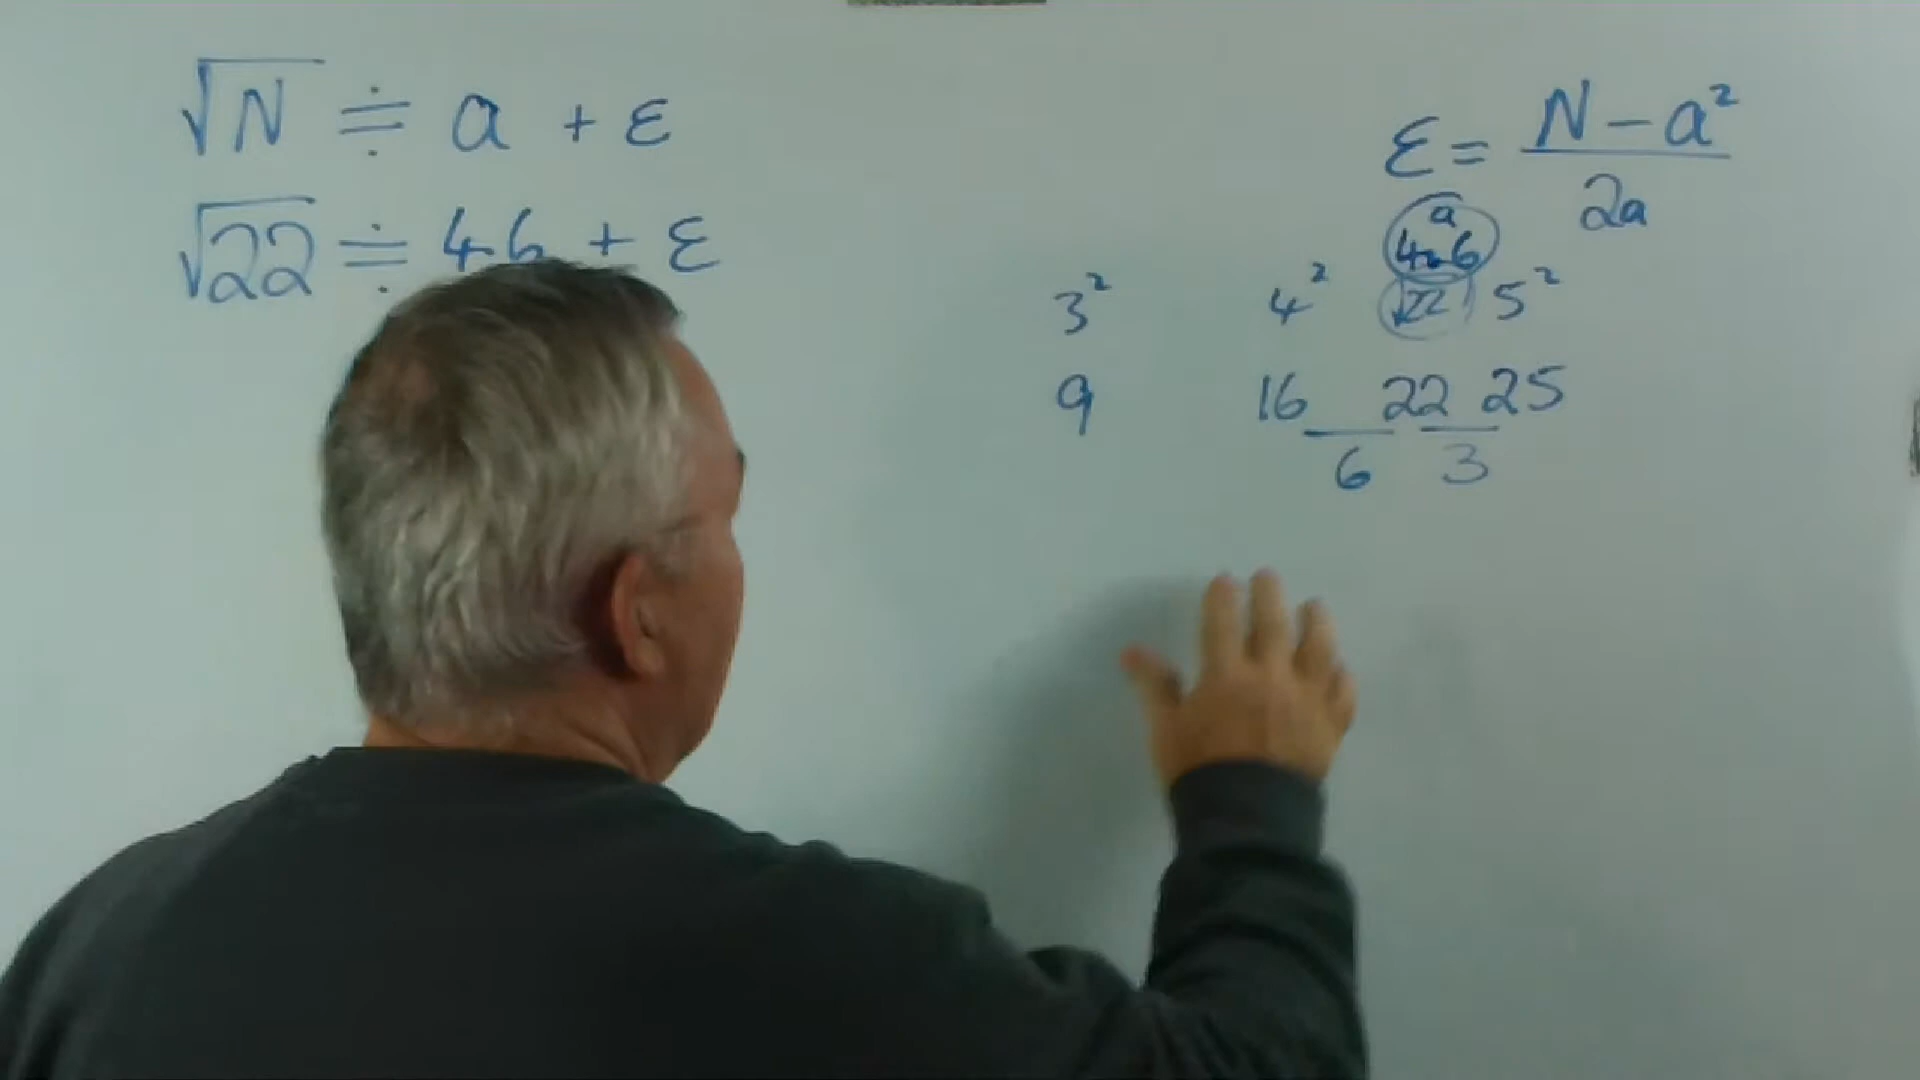 √N ≑ a + ε
ε = (N - a²) / 2a
√22 ≑ 4.6 + ε
a
4.6
3² 4² √22 5²
9 16 22 25
6 3